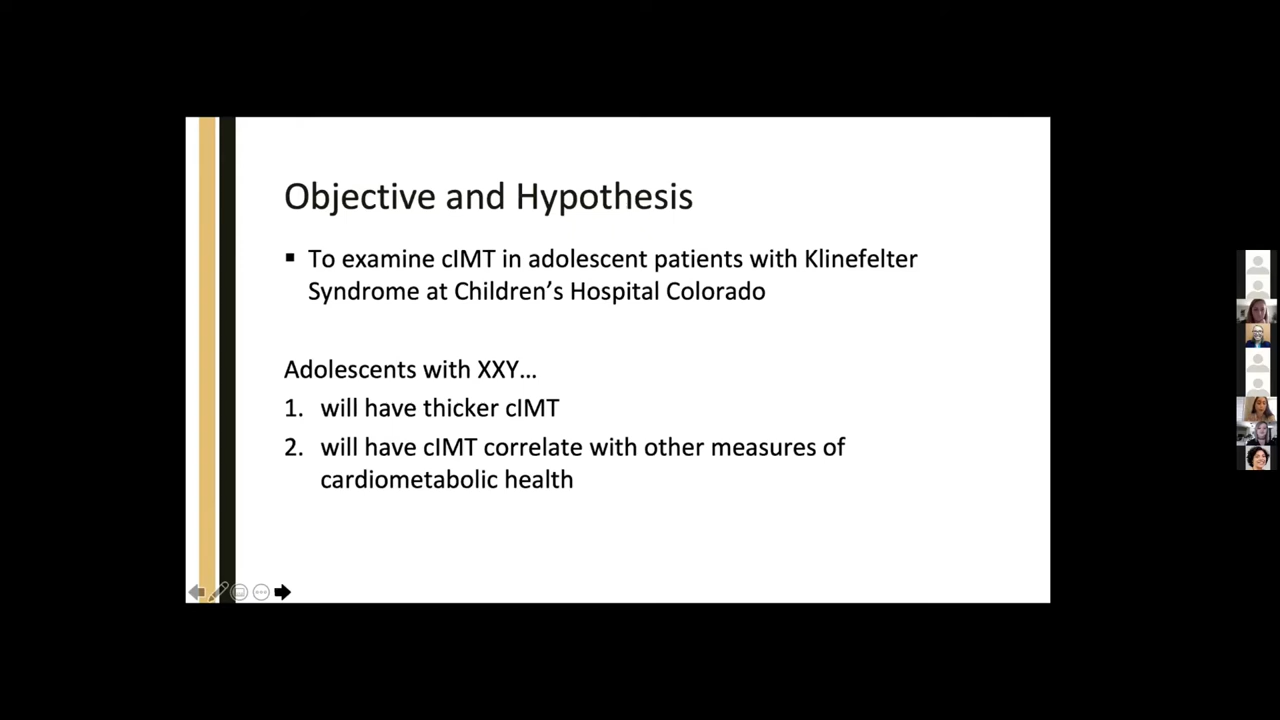 Objective and Hypothesis
▪ To examine cIMT in adolescent patients with Klinefelter
Syndrome at Children’s Hospital Colorado
Adolescents with XXY…
1. will have thicker cIMT
2. will have cIMT correlate with other measures of
cardiometabolic health